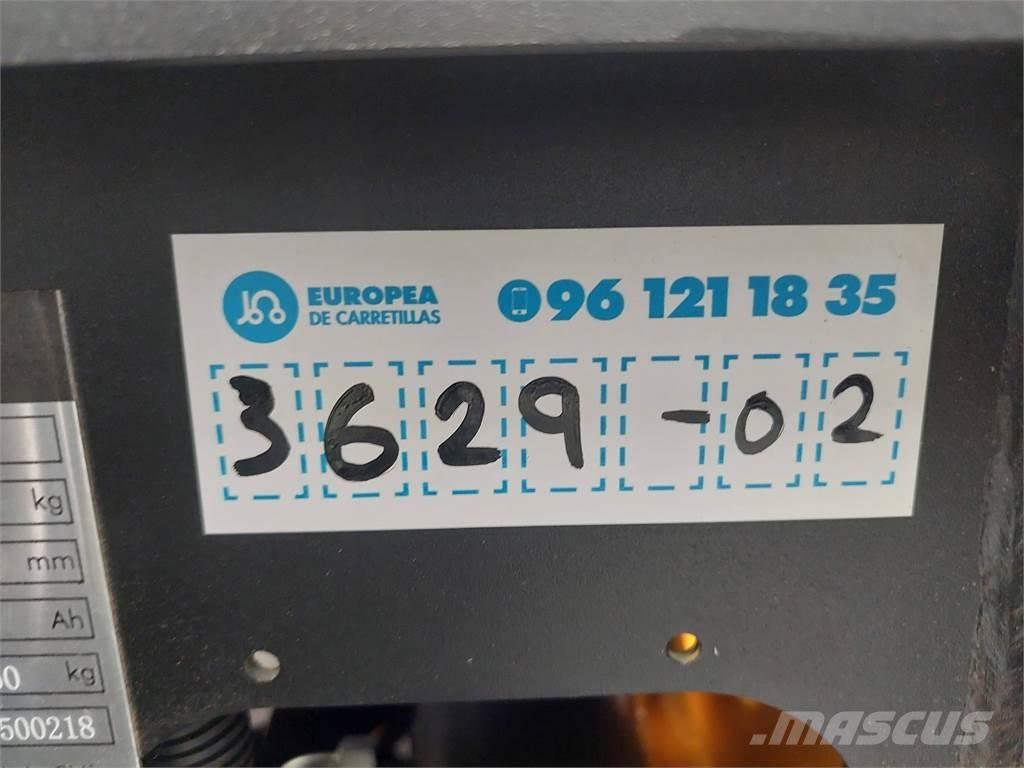 EUROPEA
DE CARRETILLAS
96 121 18 35
3629-02
kg
mm
Ah
kg
500218
MASCUS